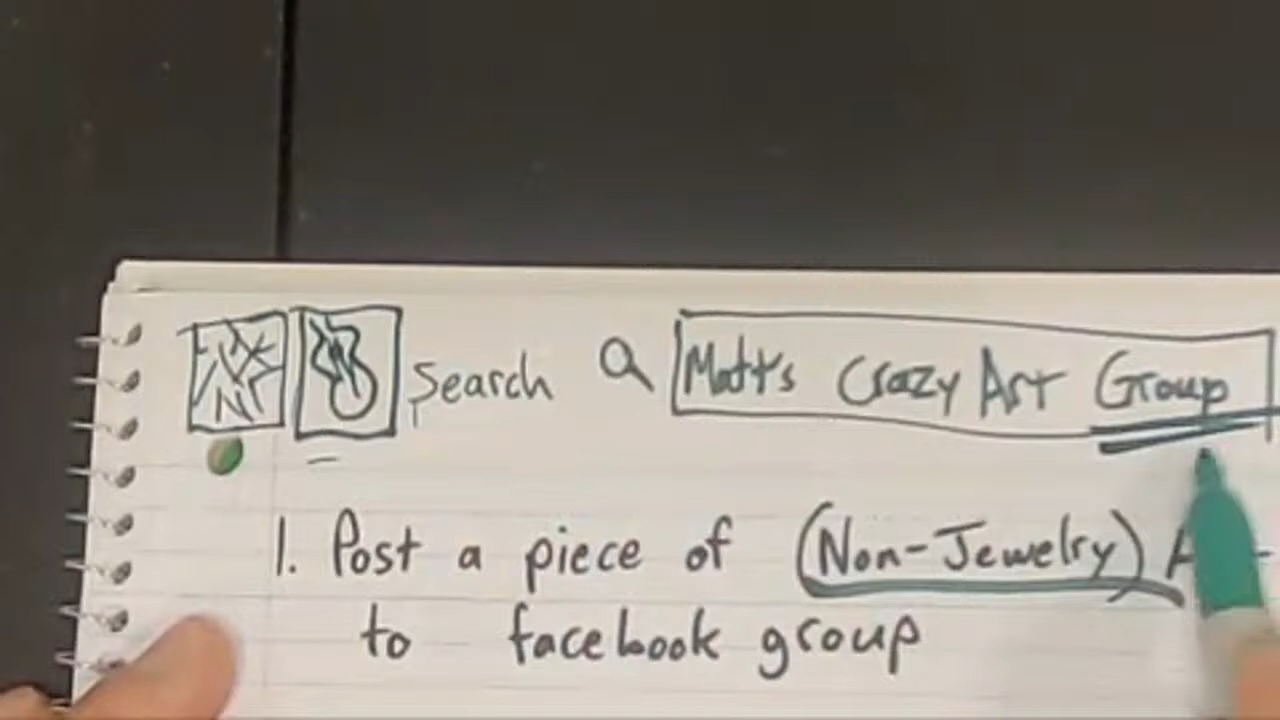 Search Matt's Crazy Art Group
1. Post a piece of (Non-Jewelry)
to facebook group